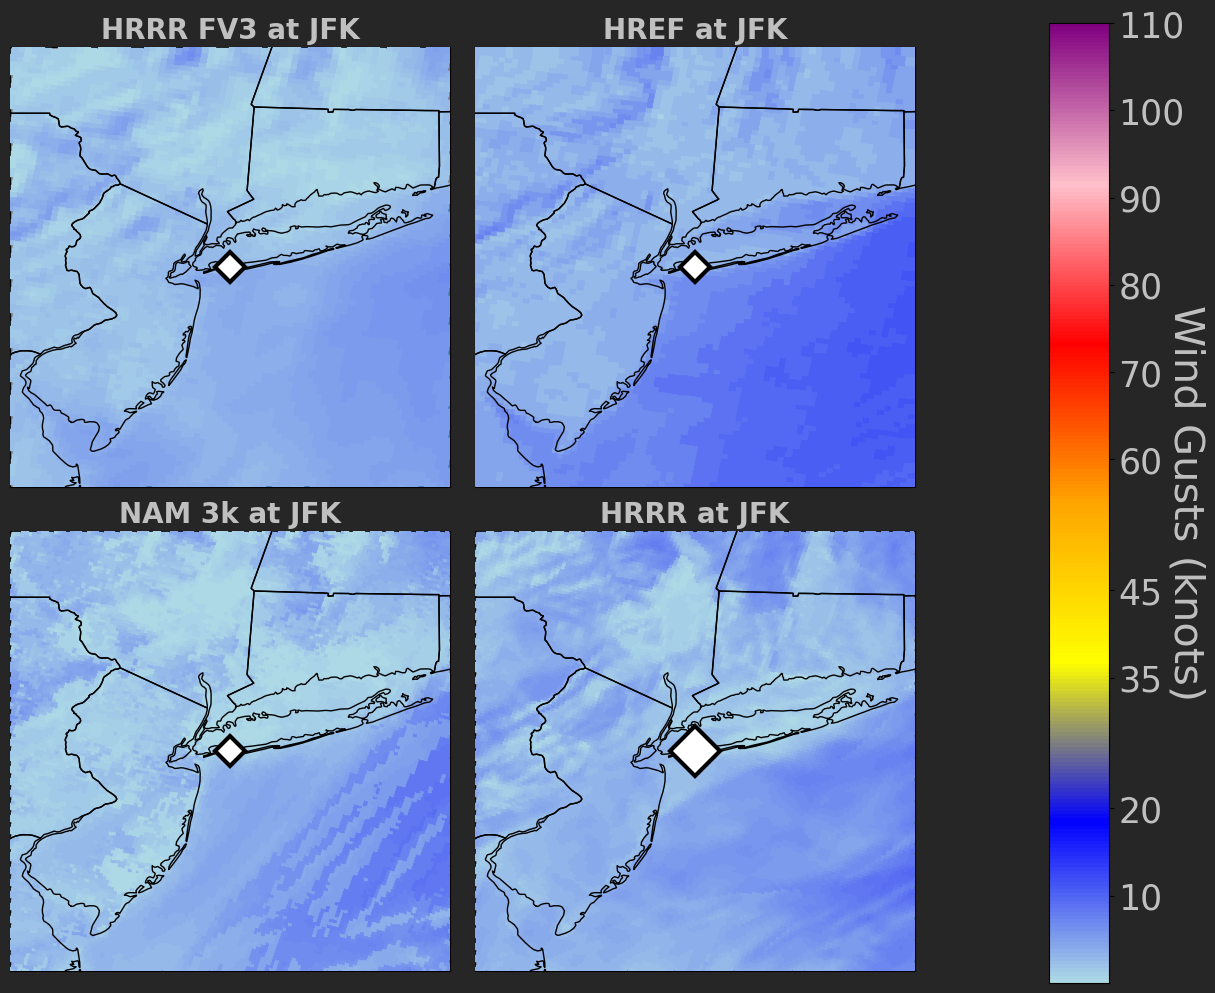 HRRR FV3 at JFK
HREF at JFK
NAM 3k at JFK
HRRR at JFK
110
100
90
80
70
60
45
35
20
10
Wind Gusts (knots)